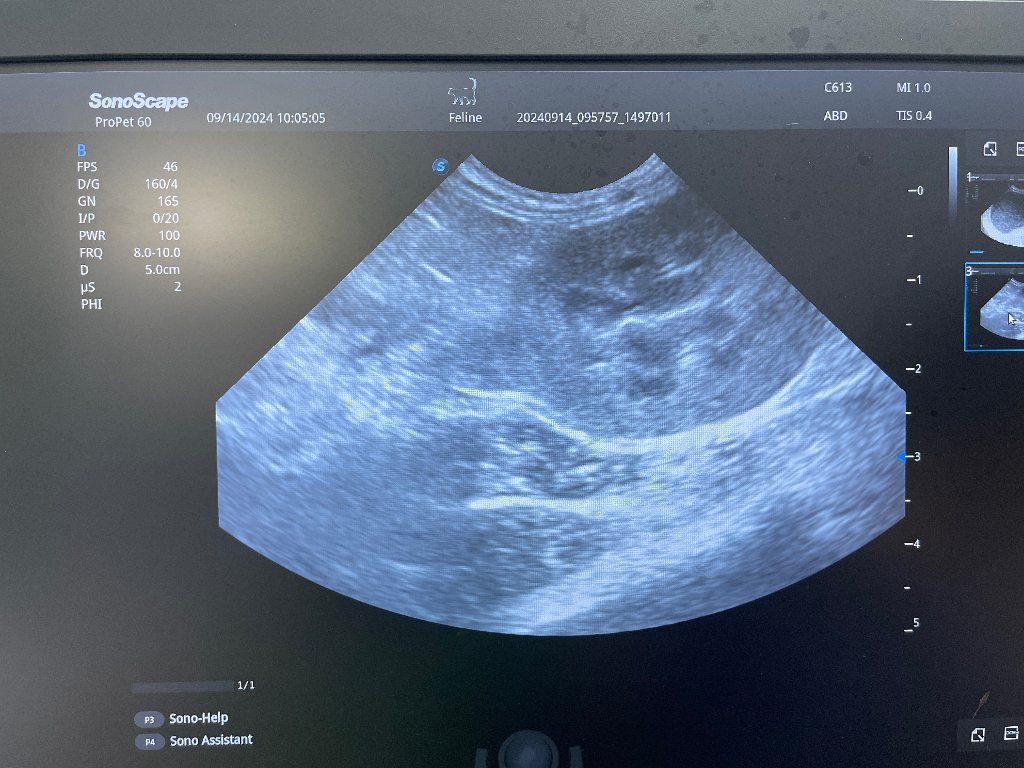 SonoScape
ProPet 60
09/14/2024 10:05:05
Feline
20240914_095757_1497011
C613
MI 1.0
ABD
TIS 0.4
B
FPS 46
D/G 160/4
GN 165
I/P 0/20
PWR 100
FRQ 8.0-10.0
D 5.0cm
µS 2
PHI
S
0
1
2
3
4
5
1
3
1/1
P3 Sono-Help
P4 Sono Assistant